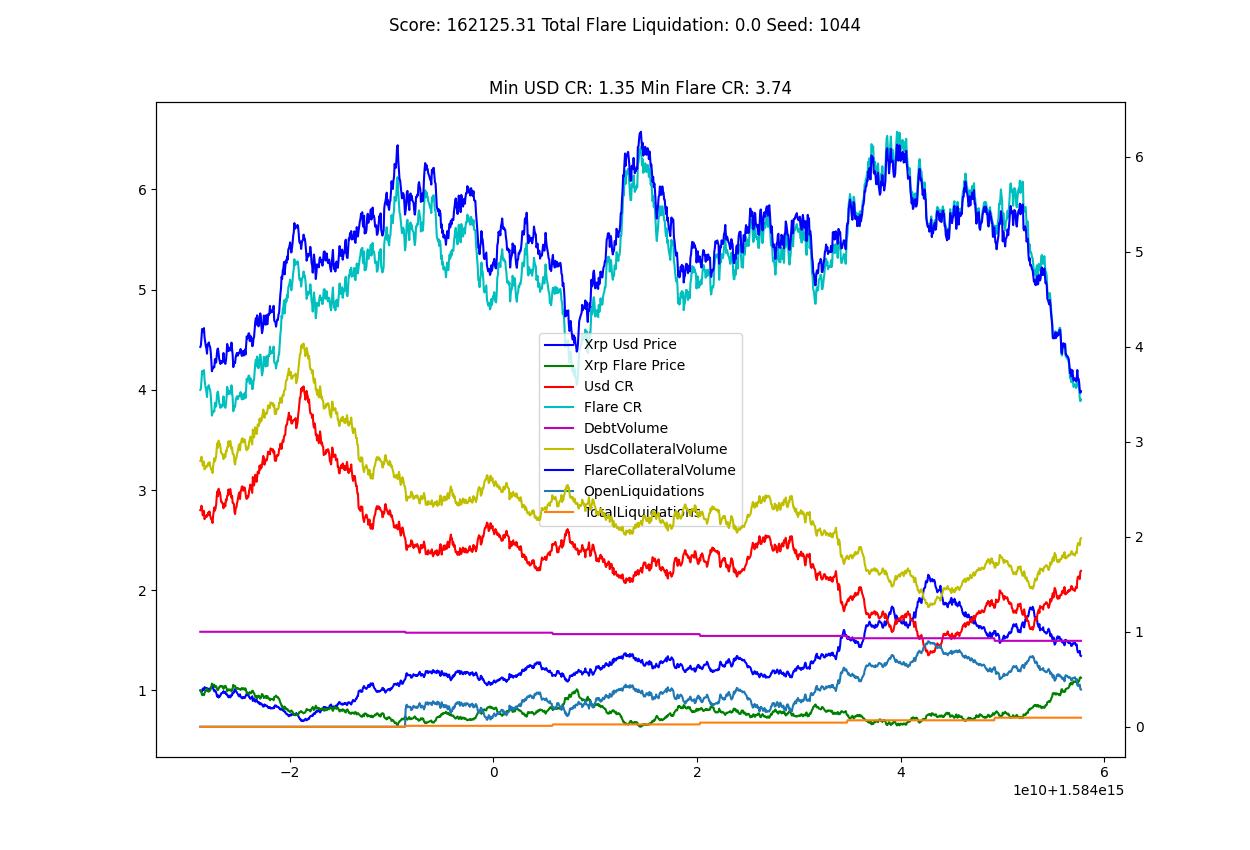 Score: 162125.31 Total Flare Liquidation: 0.0 Seed: 1044
Min USD CR: 1.35 Min Flare CR: 3.74
6
5
4
3
2
1
6
5
4
3
2
1
0
Xrp Usd Price
Xrp Flare Price
Usd CR
Flare CR
DebtVolume
UsdCollateralVolume
FlareCollateralVolume
OpenLiquidations
TotalLiquidations
−2 0 2 4 6
1e10+1.584e15